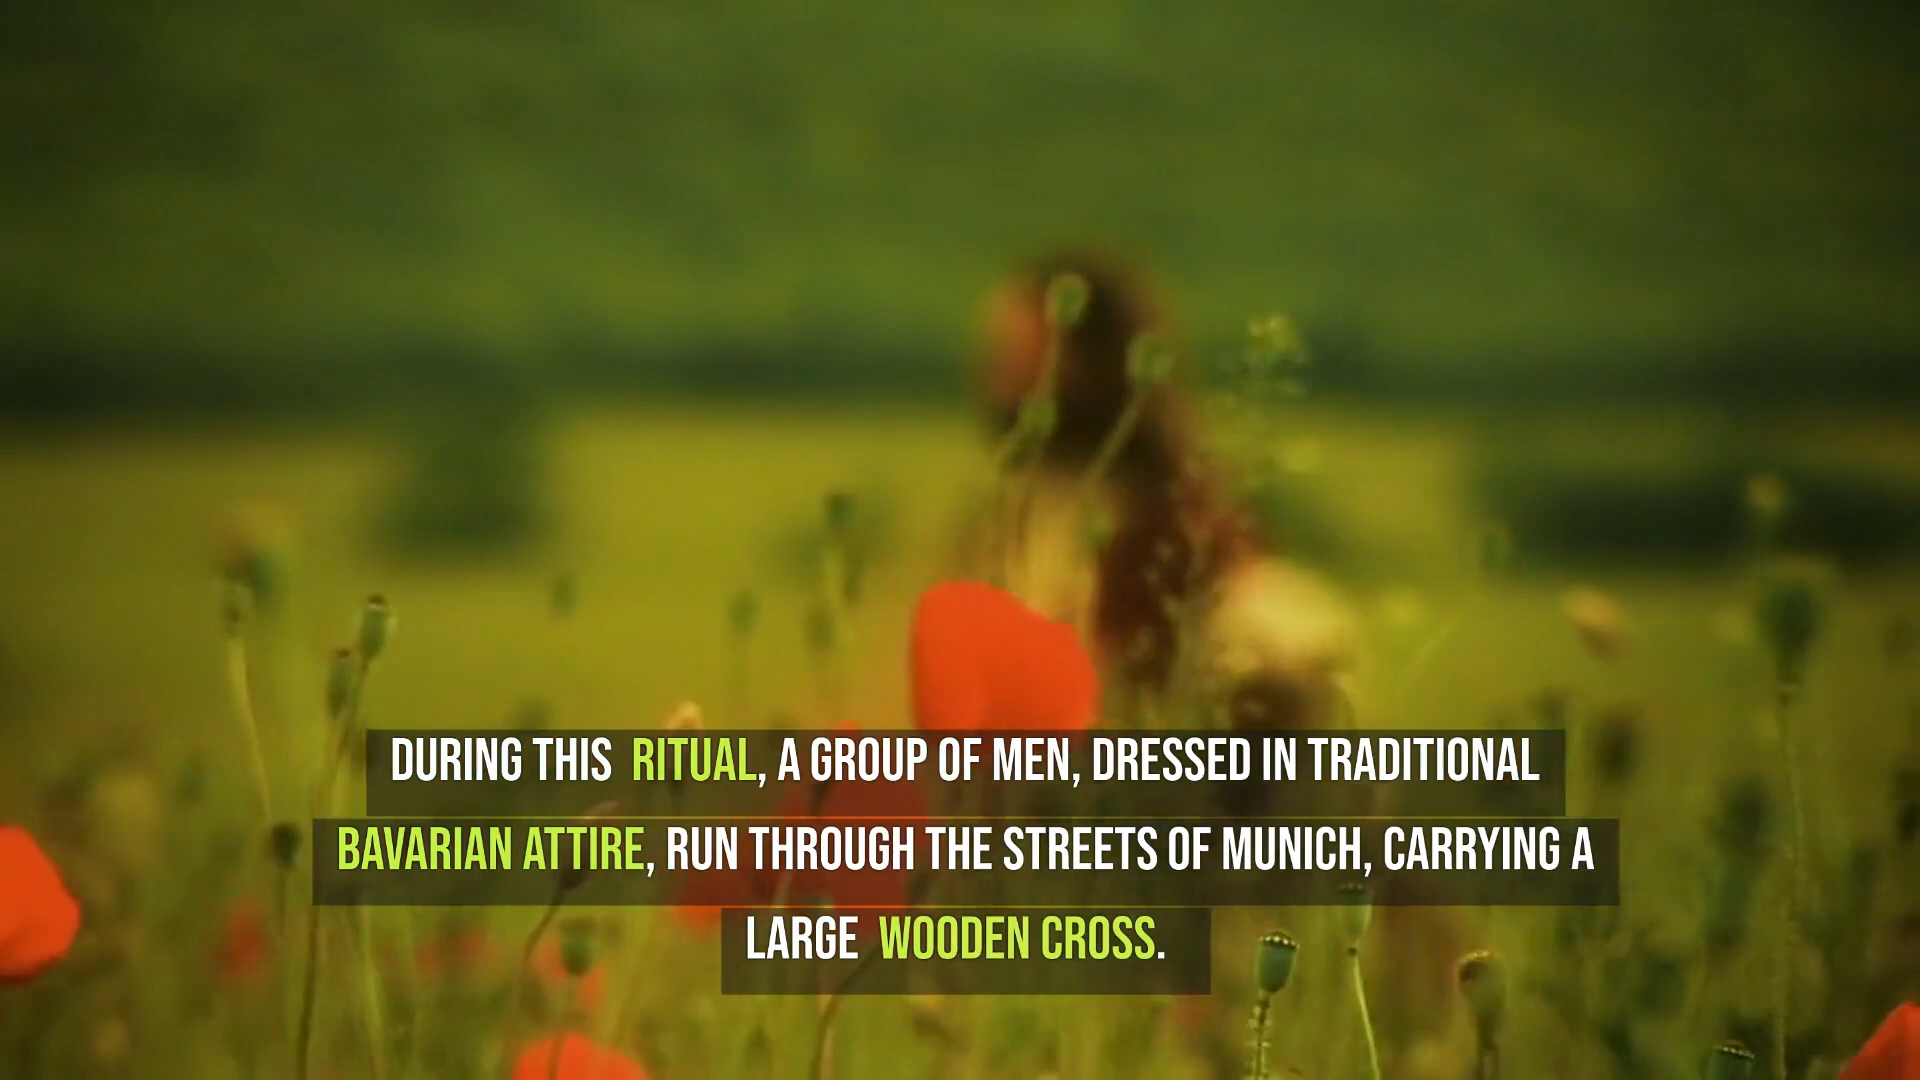 DURING THIS RITUAL, A GROUP OF MEN, DRESSED IN TRADITIONAL
BAVARIAN ATTIRE, RUN THROUGH THE STREETS OF MUNICH, CARRYING A
LARGE WOODEN CROSS.